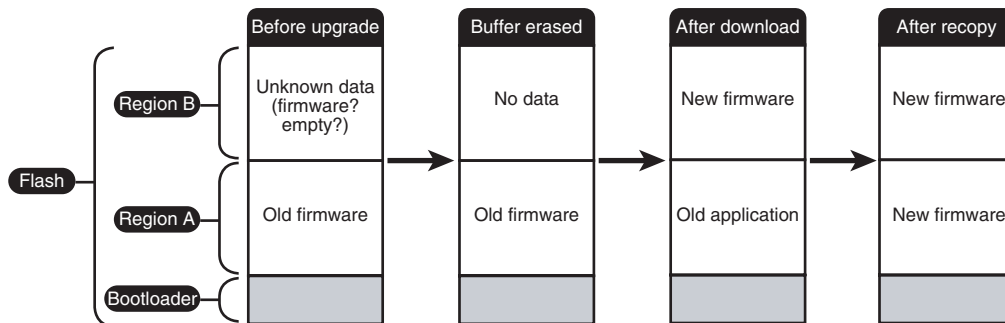 Before upgrade
Buffer erased
After download
After recopy
Flash
Region B
Unknown data
(firmware?
empty?)
No data
New firmware
New firmware
Region A
Old firmware
Old firmware
Old application
New firmware
Bootloader